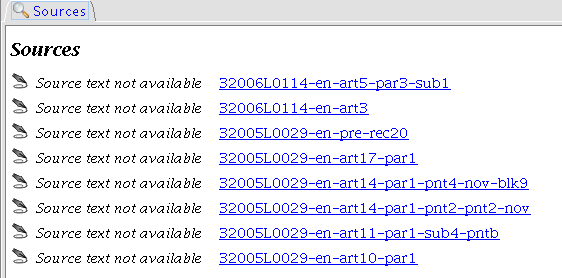 Sources
Sources
Source text not available 32006L0114-en-art5-par3-sub1
Source text not available 32006L0114-en-art3
Source text not available 32005L0029-en-pre-rec20
Source text not available 32005L0029-en-art17-par1
Source text not available 32005L0029-en-art14-par1-pnt4-nov-blk9
Source text not available 32005L0029-en-art14-par1-pnt2-pnt2-nov
Source text not available 32005L0029-en-art11-par1-sub4-pntb
Source text not available 32005L0029-en-art10-par1